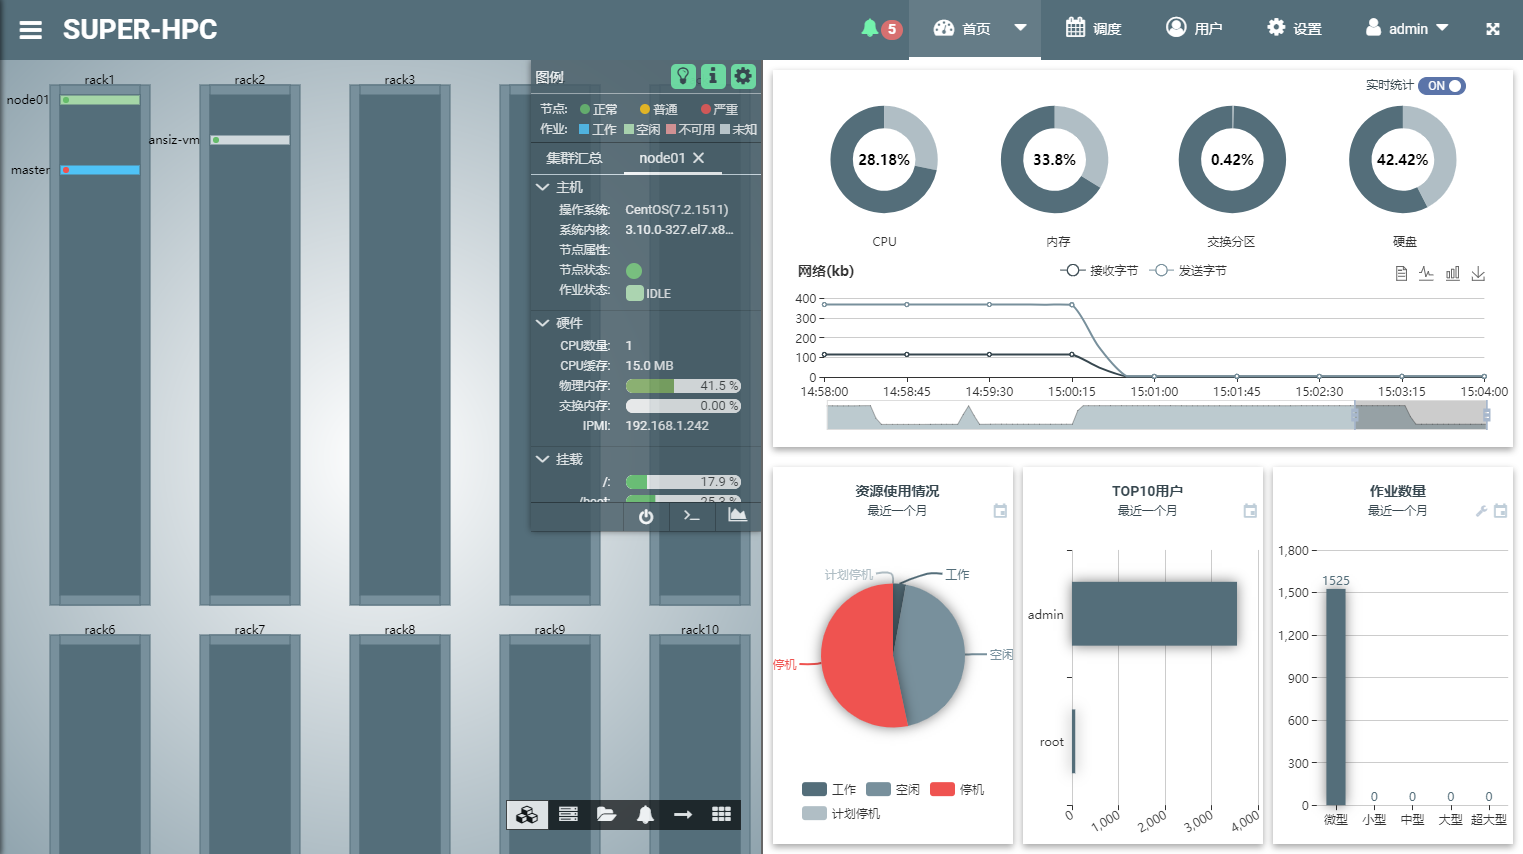 SUPER-HPC
5
首页
调度
用户
设置
admin
rack1
rack2
rack3
node01
ansiz-vm
master
rack6
rack7
rack8
rack9
rack10
图例
节点: 正常 普通 严重
作业: 工作 空闲 不可用 未知
集群汇总 node01
主机
操作系统: CentOS(7.2.1511)
系统内核: 3.10.0-327.el7.x8...
节点属性:
节点状态:
作业状态: IDLE
硬件
CPU数量: 1
CPU缓存: 15.0 MB
物理内存: 41.5 %
交换内存: 0.00 %
IPMI: 192.168.1.242
挂载
/: 17.9 %
/boot: 25.3 %
实时统计 ON
28.18% 33.8% 0.42% 42.42%
CPU 内存 交换分区 硬盘
网络(kb)
接收字节 发送字节
400
300
200
100
0
14:58:00 14:58:45 14:59:30 15:00:15 15:01:00 15:01:45 15:02:30 15:03:15 15:04:00
资源使用情况
最近一个月
计划停机
工作
空闲
停机
工作 空闲 停机
计划停机
TOP10用户
最近一个月
admin
root
0 1,000 2,000 3,000 4,000
作业数量
最近一个月
1,800
1,500
1,200
900
600
300
0
1525
0 0 0 0
微型 小型 中型 大型 超大型